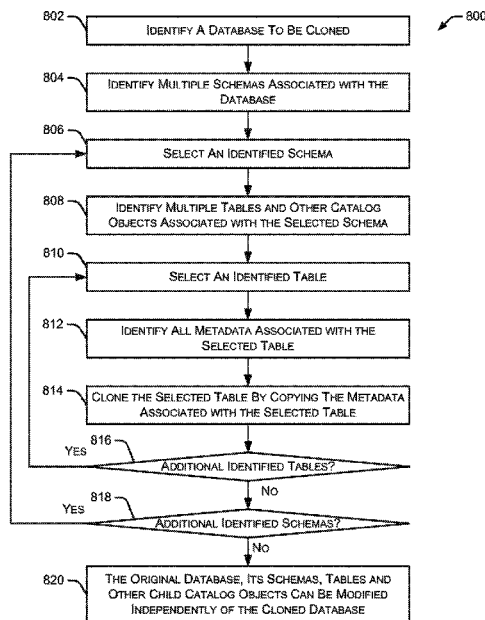 802
800
IDENTIFY A DATABASE TO BE CLONED
804
IDENTIFY MULTIPLE SCHEMAS ASSOCIATED WITH THE
DATABASE
806
SELECT AN IDENTIFIED SCHEMA
808
IDENTIFY MULTIPLE TABLES AND OTHER CATALOG
OBJECTS ASSOCIATED WITH THE SELECTED SCHEMA
810
SELECT AN IDENTIFIED TABLE
812
IDENTIFY ALL METADATA ASSOCIATED WITH THE
SELECTED TABLE
814
CLONE THE SELECTED TABLE BY COPYING THE METADATA
ASSOCIATED WITH THE SELECTED TABLE
YES
816
ADDITIONAL IDENTIFIED TABLES?
NO
YES
818
ADDITIONAL IDENTIFIED SCHEMAS?
NO
820
THE ORIGINAL DATABASE, ITS SCHEMAS, TABLES AND
OTHER CHILD CATALOG OBJECTS CAN BE MODIFIED
INDEPENDENTLY OF THE CLONED DATABASE